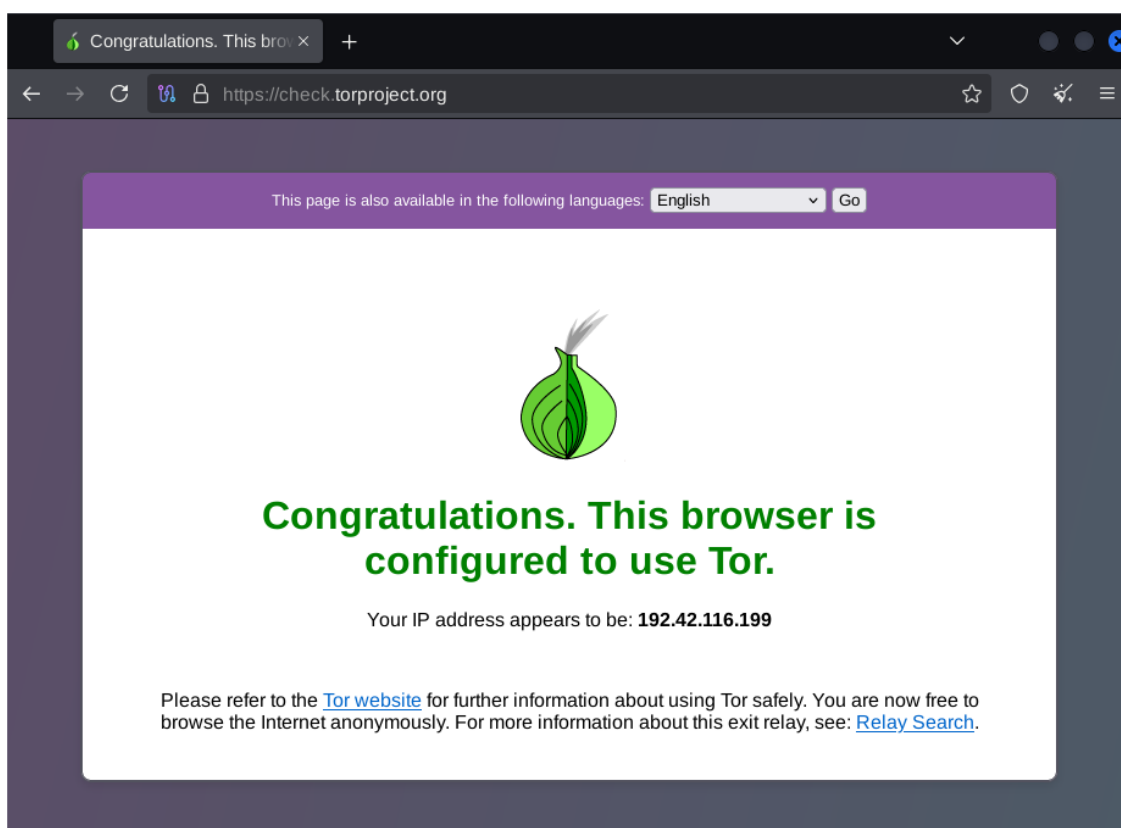 Congratulations. This brow
https://check.torproject.org
This page is also available in the following languages: English Go
Congratulations. This browser is
configured to use Tor.
Your IP address appears to be: 192.42.116.199
Please refer to the Tor website for further information about using Tor safely. You are now free to
browse the Internet anonymously. For more information about this exit relay, see: Relay Search.